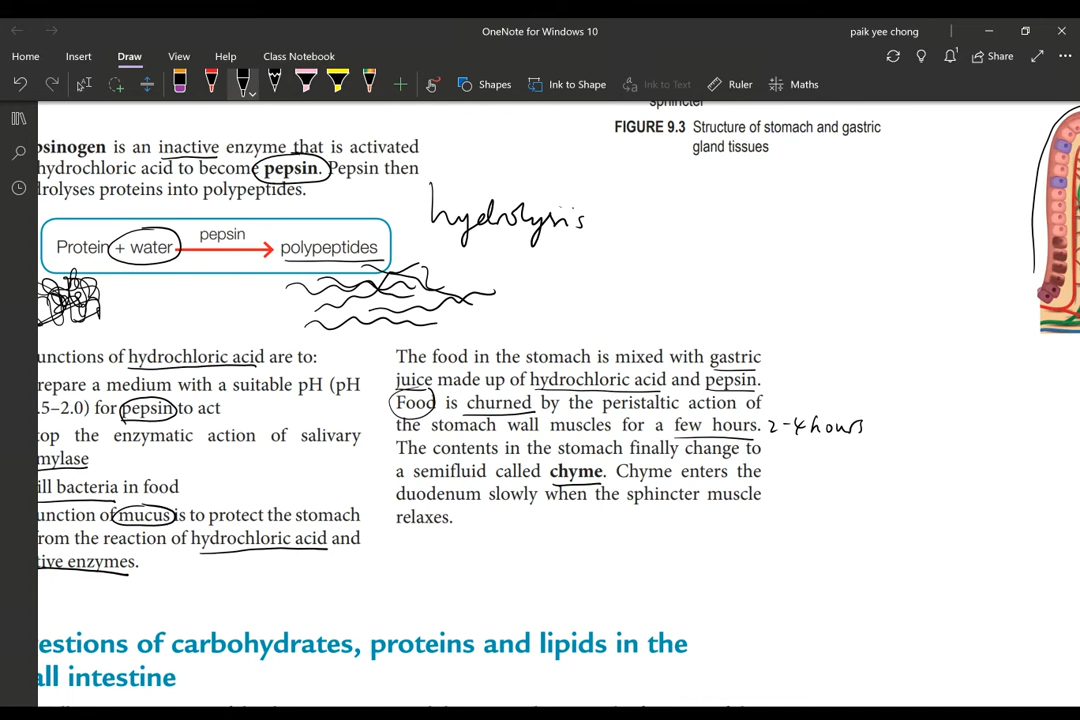 OneNote for Windows 10
paik yee chong
Home Insert Draw View Help Class Notebook
Share
Shapes Ink to Shape Ink to Text Ruler Maths
sphincter
FIGURE 9.3 Structure of stomach and gastric
gland tissues
psinogen is an inactive enzyme that is activated
hydrochloric acid to become pepsin. Pepsin then
drolyses proteins into polypeptides.
hydrolysis
Protein + water pepsin polypeptides
unctions of hydrochloric acid are to:
repare a medium with a suitable pH (pH
.5–2.0) for pepsin to act
top the enzymatic action of salivary
mylase
ill bacteria in food
unction of mucus is to protect the stomach
rom the reaction of hydrochloric acid and
tive enzymes.
The food in the stomach is mixed with gastric
juice made up of hydrochloric acid and pepsin.
Food is churned by the peristaltic action of
the stomach wall muscles for a few hours. 2-4 hours
The contents in the stomach finally change to
a semifluid called chyme. Chyme enters the
duodenum slowly when the sphincter muscle
relaxes.
estions of carbohydrates, proteins and lipids in the
all intestine